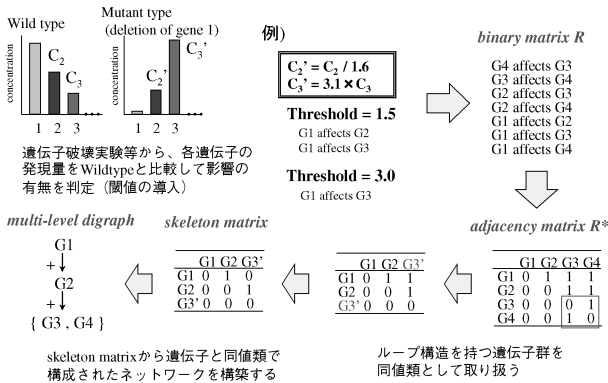 Wild type
concentration
C2
C3
1 2 3
Mutant type
(deletion of gene 1)
concentration
C2’
C3’
1 2 3
遺伝子破壊実験等から、各遺伝子の
発現量をWildtypeと比較して影響の
有無を判定（閾値の導入）
例）
C2’ = C2 / 1.6
C3’ = 3.1 × C3
Threshold = 1.5
G1 affects G2
G1 affects G3
Threshold = 3.0
G1 affects G3
binary matrix R
G4 affects G3
G3 affects G4
G2 affects G3
G2 affects G4
G1 affects G2
G1 affects G3
G1 affects G4
adjacency matrix R*
G1 G2 G3 G4
G1 0 1 1 1
G2 0 0 1 1
G3 0 0 0 1
G4 0 0 1 0
ループ構造を持つ遺伝子群を
同値類として取り扱う
G1 G2 G3’
G1 0 1 1
G2 0 0 1
G3’ 0 0 0
skeleton matrix
G1 G2 G3’
G1 0 1 0
G2 0 0 1
G3’ 0 0 0
multi-level digraph
G1
+
G2
+
{ G3 , G4 }
skeleton matrixから遺伝子と同値類で
構成されたネットワークを構築する